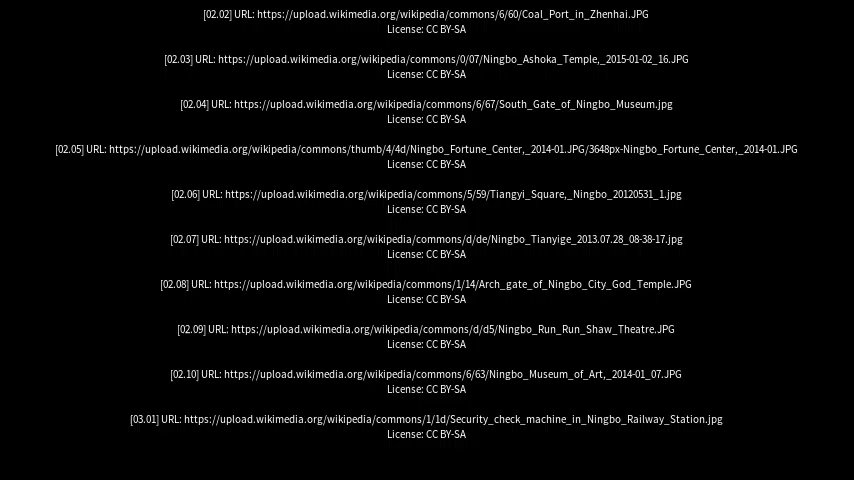 [02.02] URL: https://upload.wikimedia.org/wikipedia/commons/6/60/Coal_Port_in_Zhenhai.JPG
License: CC BY-SA
[02.03] URL: https://upload.wikimedia.org/wikipedia/commons/0/07/Ningbo_Ashoka_Temple,_2015-01-02_16.JPG
License: CC BY-SA
[02.04] URL: https://upload.wikimedia.org/wikipedia/commons/6/67/South_Gate_of_Ningbo_Museum.jpg
License: CC BY-SA
[02.05] URL: https://upload.wikimedia.org/wikipedia/commons/thumb/4/4d/Ningbo_Fortune_Center,_2014-01.JPG/3648px-Ningbo_Fortune_Center,_2014-01.JPG
License: CC BY-SA
[02.06] URL: https://upload.wikimedia.org/wikipedia/commons/5/59/Tiangyi_Square,_Ningbo_20120531_1.jpg
License: CC BY-SA
[02.07] URL: https://upload.wikimedia.org/wikipedia/commons/d/de/Ningbo_Tianyige_2013.07.28_08-38-17.jpg
License: CC BY-SA
[02.08] URL: https://upload.wikimedia.org/wikipedia/commons/1/14/Arch_gate_of_Ningbo_City_God_Temple.JPG
License: CC BY-SA
[02.09] URL: https://upload.wikimedia.org/wikipedia/commons/d/d5/Ningbo_Run_Run_Shaw_Theatre.JPG
License: CC BY-SA
[02.10] URL: https://upload.wikimedia.org/wikipedia/commons/6/63/Ningbo_Museum_of_Art,_2014-01_07.JPG
License: CC BY-SA
[03.01] URL: https://upload.wikimedia.org/wikipedia/commons/1/1d/Security_check_machine_in_Ningbo_Railway_Station.jpg
License: CC BY-SA